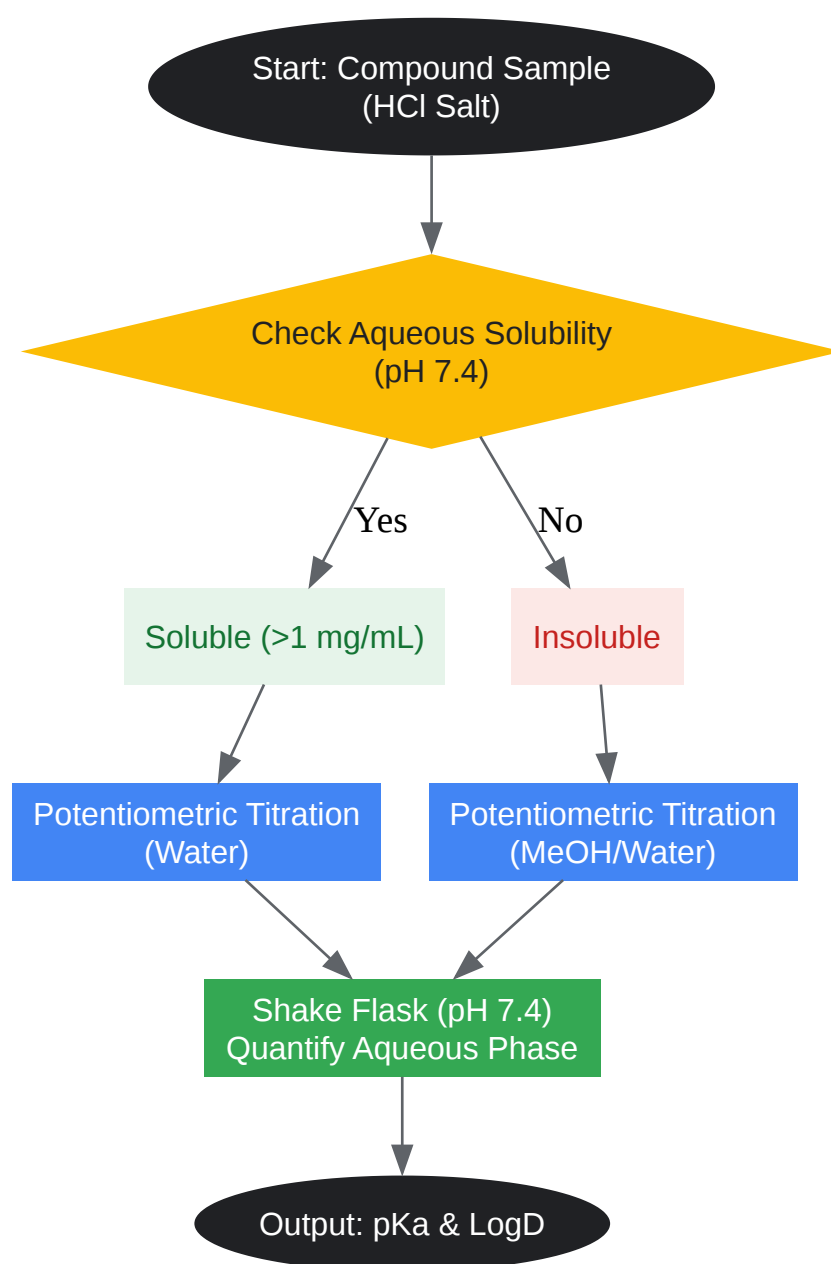 Start: Compound Sample
(HCl Salt)
Check Aqueous Solubility
(pH 7.4)
Yes
No
Soluble (>1 mg/mL)
Insoluble
Potentiometric Titration
(Water)
Potentiometric Titration
(MeOH/Water)
Shake Flask (pH 7.4)
Quantify Aqueous Phase
Output: pKa & LogD